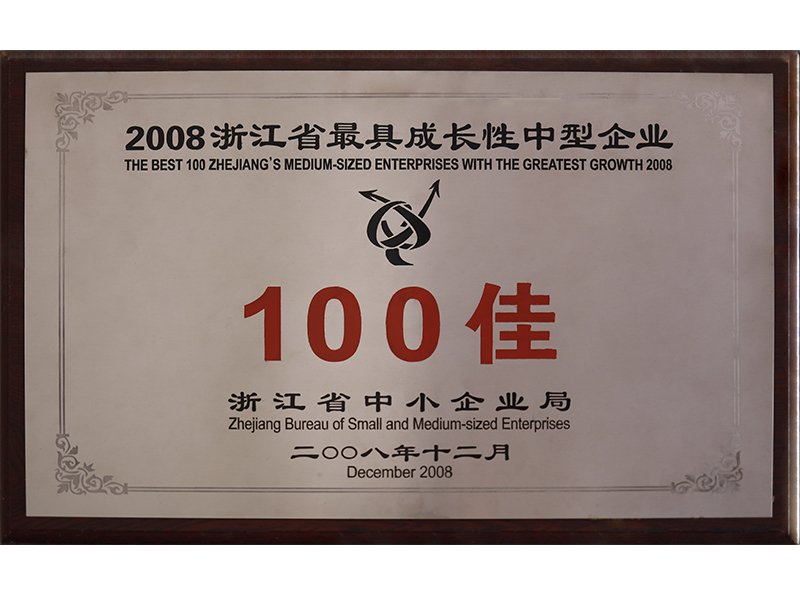 2008浙江省最具成长性中型企业
THE BEST 100 ZHEJIANG'S MEDIUM-SIZED ENTERPRISES WITH THE GREATEST GROWTH 2008
100佳
浙江省中小企业局
Zhejiang Bureau of Small and Medium-sized Enterprises
二〇〇八年十二月
December 2008